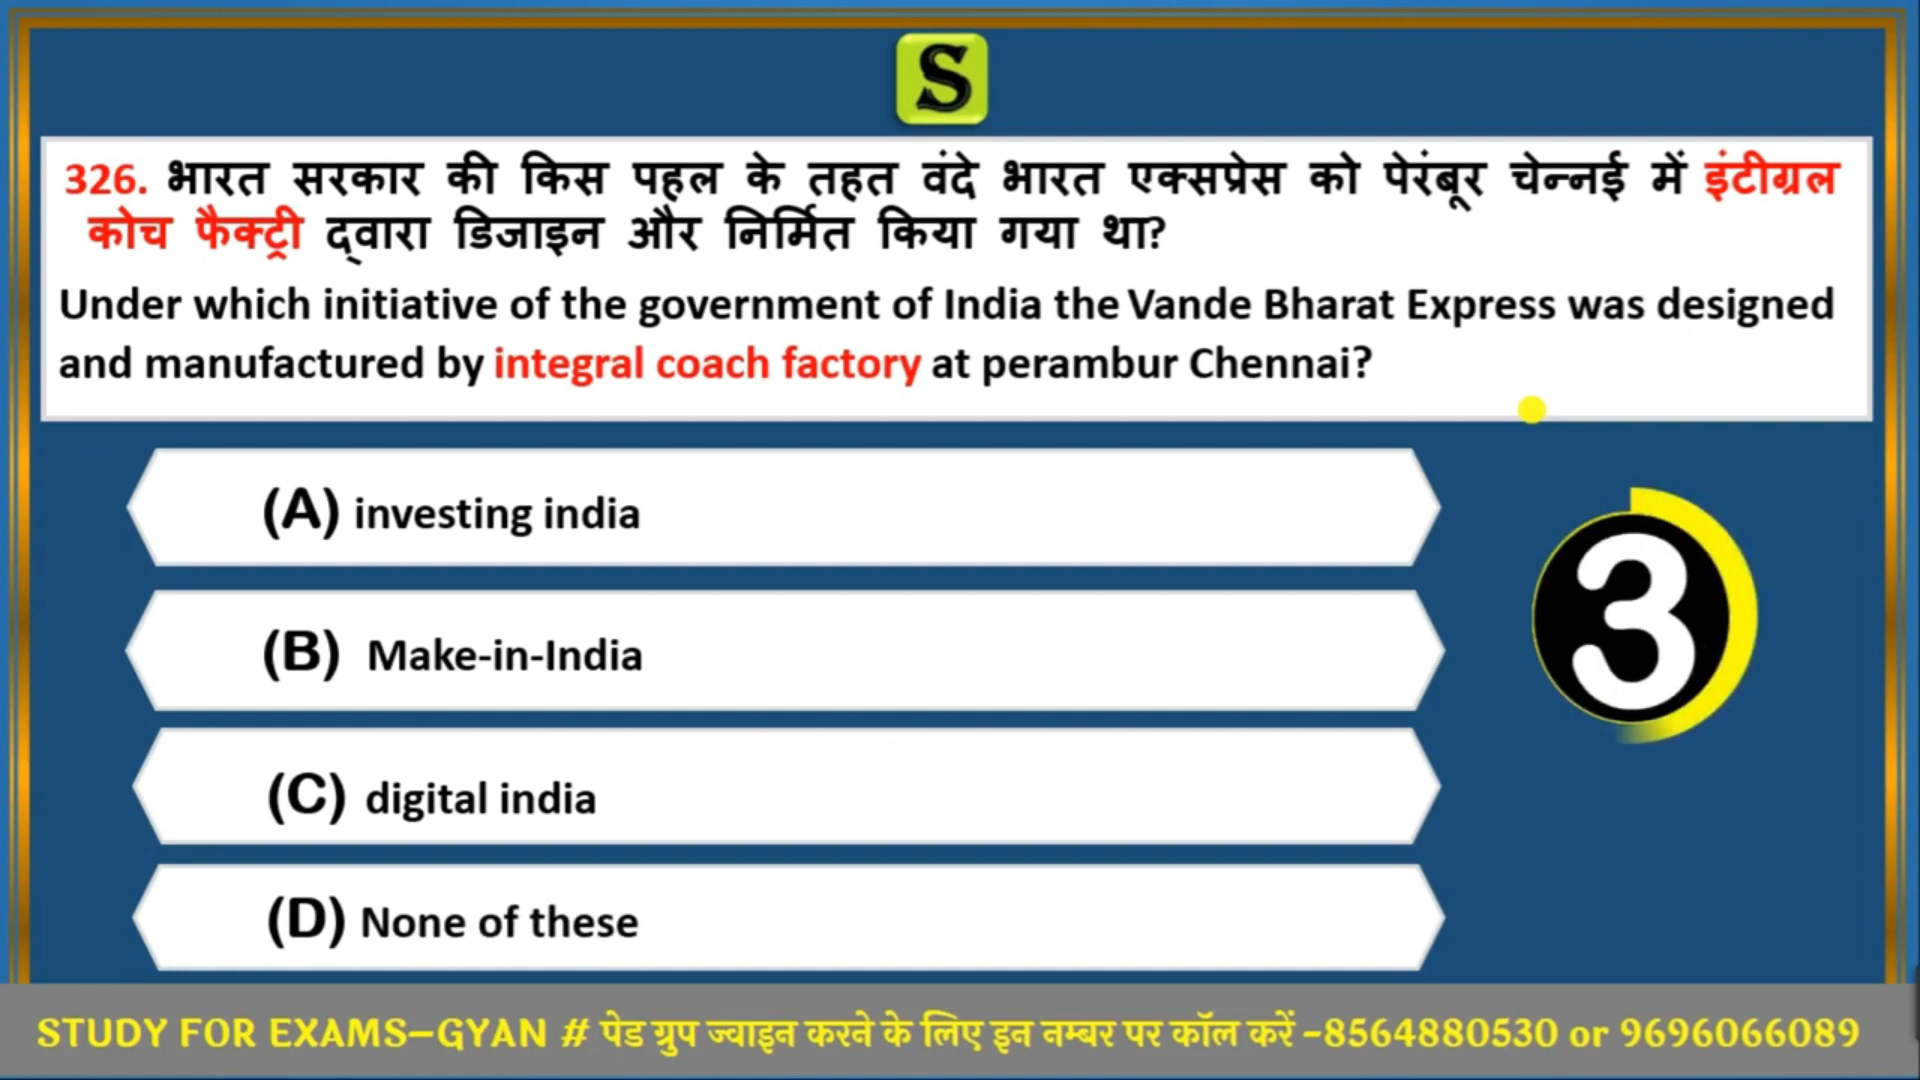 S
326. भारत सरकार की किस पहल के तहत वंदे भारत एक्सप्रेस को पेरंबूर चेन्नई में इंटीग्रल
कोच फैक्ट्री द्वारा डिजाइन और निर्मित किया गया था?
Under which initiative of the government of India the Vande Bharat Express was designed
and manufactured by integral coach factory at perambur Chennai?
(A) investing india
(B) Make-in-India
3
(C) digital india
(D) None of these
STUDY FOR EXAMS–GYAN # पेड ग्रुप ज्वाइन करने के लिए इन नम्बर पर कॉल करें –8564880530 or 9696066089